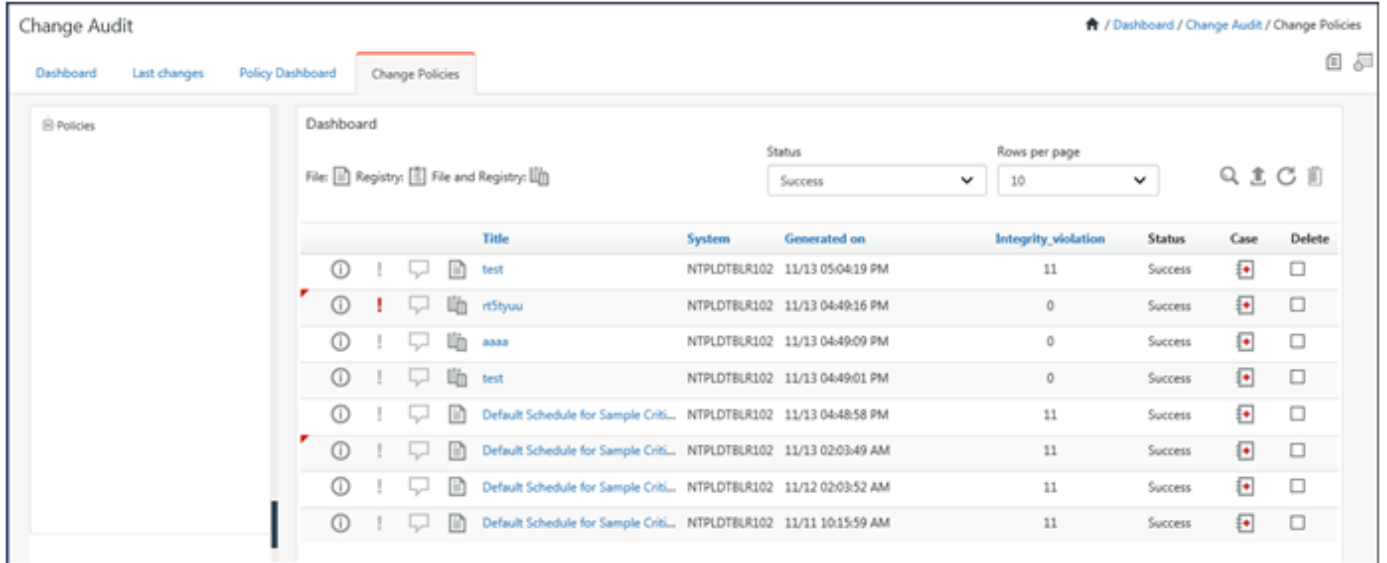 Change Audit
/ Dashboard / Change Audit / Change Policies
Dashboard Last changes Policy Dashboard Change Policies
Policies
Dashboard
Status Rows per page
File: Registry: File and Registry:
Success 10
Title System Generated on Integrity_violation Status Case Delete
test NTPLDTBLR102 11/13 05:04:19 PM 11 Success
! rt5tyuu NTPLDTBLR102 11/13 04:49:16 PM 0 Success
aaaa NTPLDTBLR102 11/13 04:49:09 PM 0 Success
test NTPLDTBLR102 11/13 04:49:01 PM 0 Success
Default Schedule for Sample Criti... NTPLDTBLR102 11/13 04:48:58 PM 11 Success
Default Schedule for Sample Criti... NTPLDTBLR102 11/13 02:03:49 AM 11 Success
Default Schedule for Sample Criti... NTPLDTBLR102 11/12 02:03:52 AM 11 Success
Default Schedule for Sample Criti... NTPLDTBLR102 11/11 10:15:59 AM 11 Success